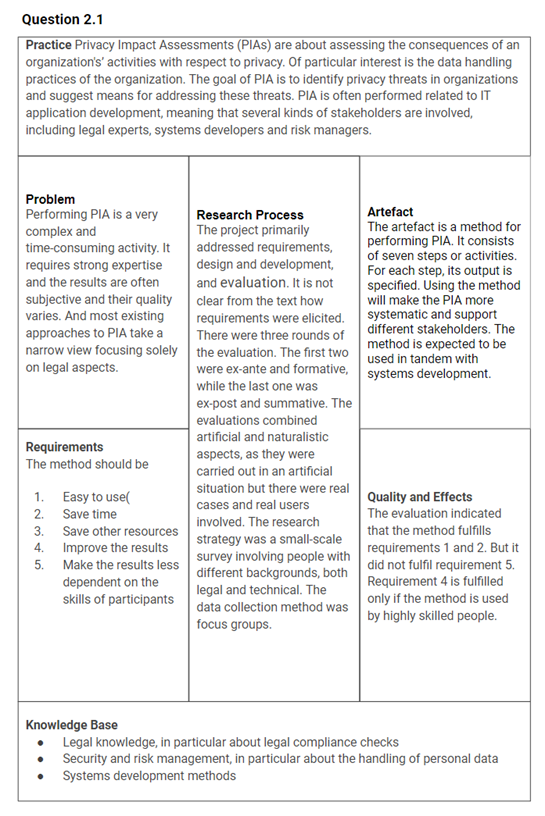 Question 2.1
Practice Privacy Impact Assessments (PIAs) are about assessing the consequences of an
organization's' activities with respect to privacy. Of particular interest is the data handling
practices of the organization. The goal of PIA is to identify privacy threats in organizations
and suggest means for addressing these threats. PIA is often performed related to IT
application development, meaning that several kinds of stakeholders are involved,
including legal experts, systems developers and risk managers.
Problem
Performing PIA is a very
complex and
time-consuming activity. It
requires strong expertise
and the results are often
subjective and their quality
varies. And most existing
approaches to PIA take a
narrow view focusing solely
on legal aspects.
Requirements
The method should be
1. Easy to use(
2. Save time
3. Save other resources
4. Improve the results
5. Make the results less
dependent on the
skills of participants
Research Process
The project primarily
addressed requirements,
design and development,
and evaluation. It is not
clear from the text how
requirements were elicited.
There were three rounds of
the evaluation. The first two
were ex-ante and formative,
while the last one was
ex-post and summative. The
evaluations combined
artificial and naturalistic
aspects, as they were
carried out in an artificial
situation but there were real
cases and real users
involved. The research
strategy was a small-scale
survey involving people with
different backgrounds, both
legal and technical. The
data collection method was
focus groups.
Artefact
The artefact is a method for
performing PIA. It consists
of seven steps or activities.
For each step, its output is
specified. Using the method
will make the PIA more
systematic and support
different stakeholders. The
method is expected to be
used in tandem with
systems development.
Quality and Effects
The evaluation indicated
that the method fulfills
requirements 1 and 2. But it
did not fulfil requirement 5.
Requirement 4 is fulfilled
only if the method is used
by highly skilled people.
Knowledge Base
● Legal knowledge, in particular about legal compliance checks
● Security and risk management, in particular about the handling of personal data
● Systems development methods